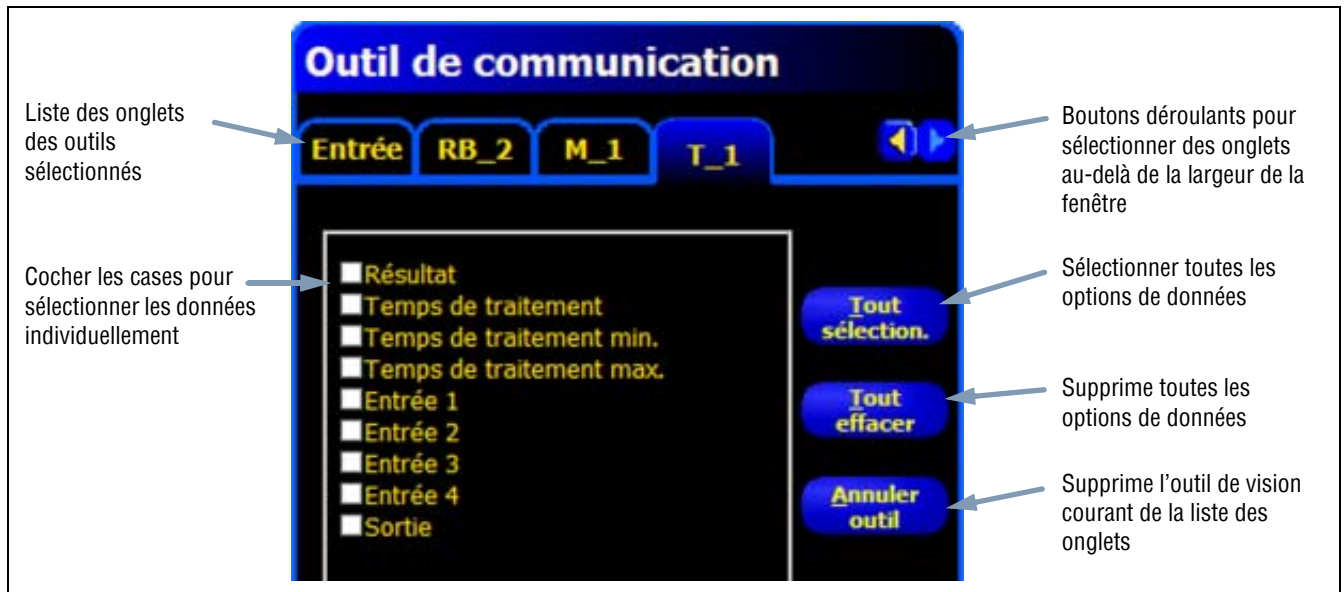 Outil de communication
Liste des onglets
des outils
sélectionnés
Entrée
RB_2
M_1
T_1
Boutons déroulants pour
sélectionner des onglets
au-delà de la largeur de la
fenêtre
Cocher les cases pour
sélectionner les données
individuellement
Résultat
Temps de traitement
Temps de traitement min.
Temps de traitement max.
Entrée 1
Entrée 2
Entrée 3
Entrée 4
Sortie
Tout
sélection.
Sélectionner toutes les
options de données
Tout
effacer
Supprime toutes les
options de données
Annuler
outil
Supprime l’outil de vision
courant de la liste des
onglets